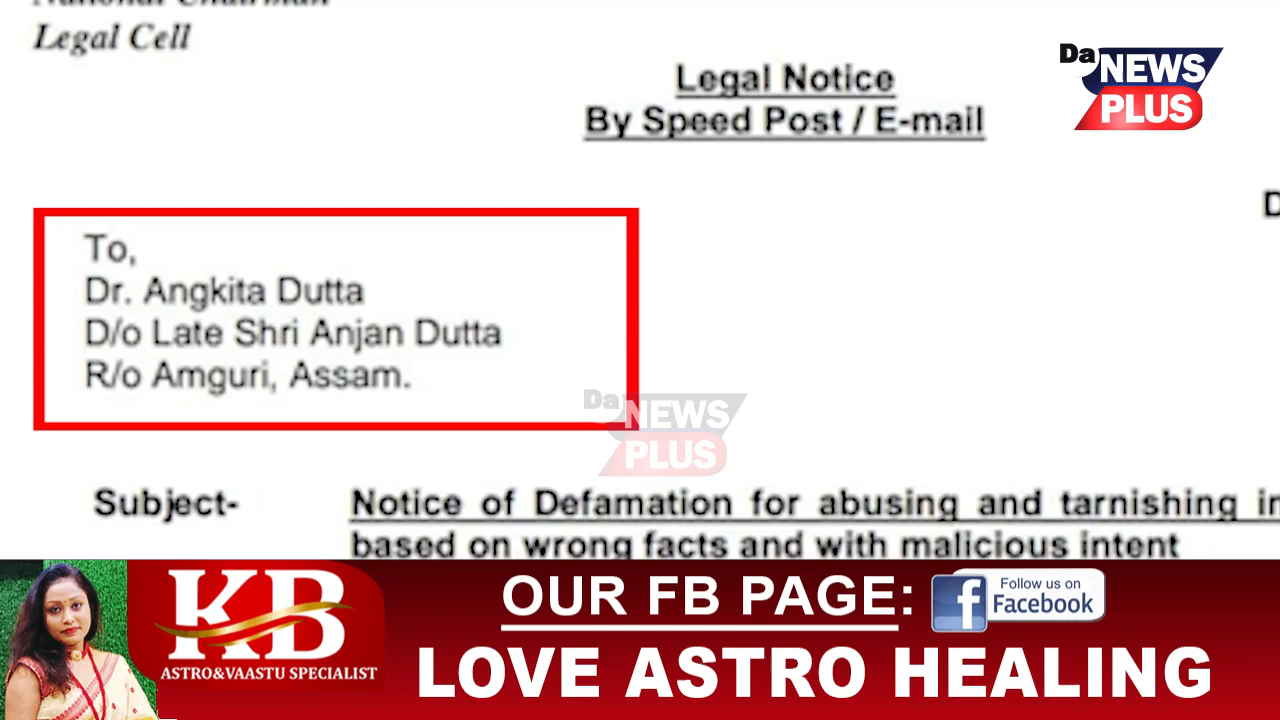 National Chairman
Legal Cell
Legal Notice
By Speed Post / E-mail
Da NEWS
PLUS
To,
Dr. Angkita Dutta
D/o Late Shri Anjan Dutta
R/o Amguri, Assam.
Da NEWS
PLUS
Subject- Notice of Defamation for abusing and tarnishing
based on wrong facts and with malicious intent
KB
ASTRO&VAASTU SPECIALIST
OUR FB PAGE:
Follow us on
Facebook
LOVE ASTRO HEALING